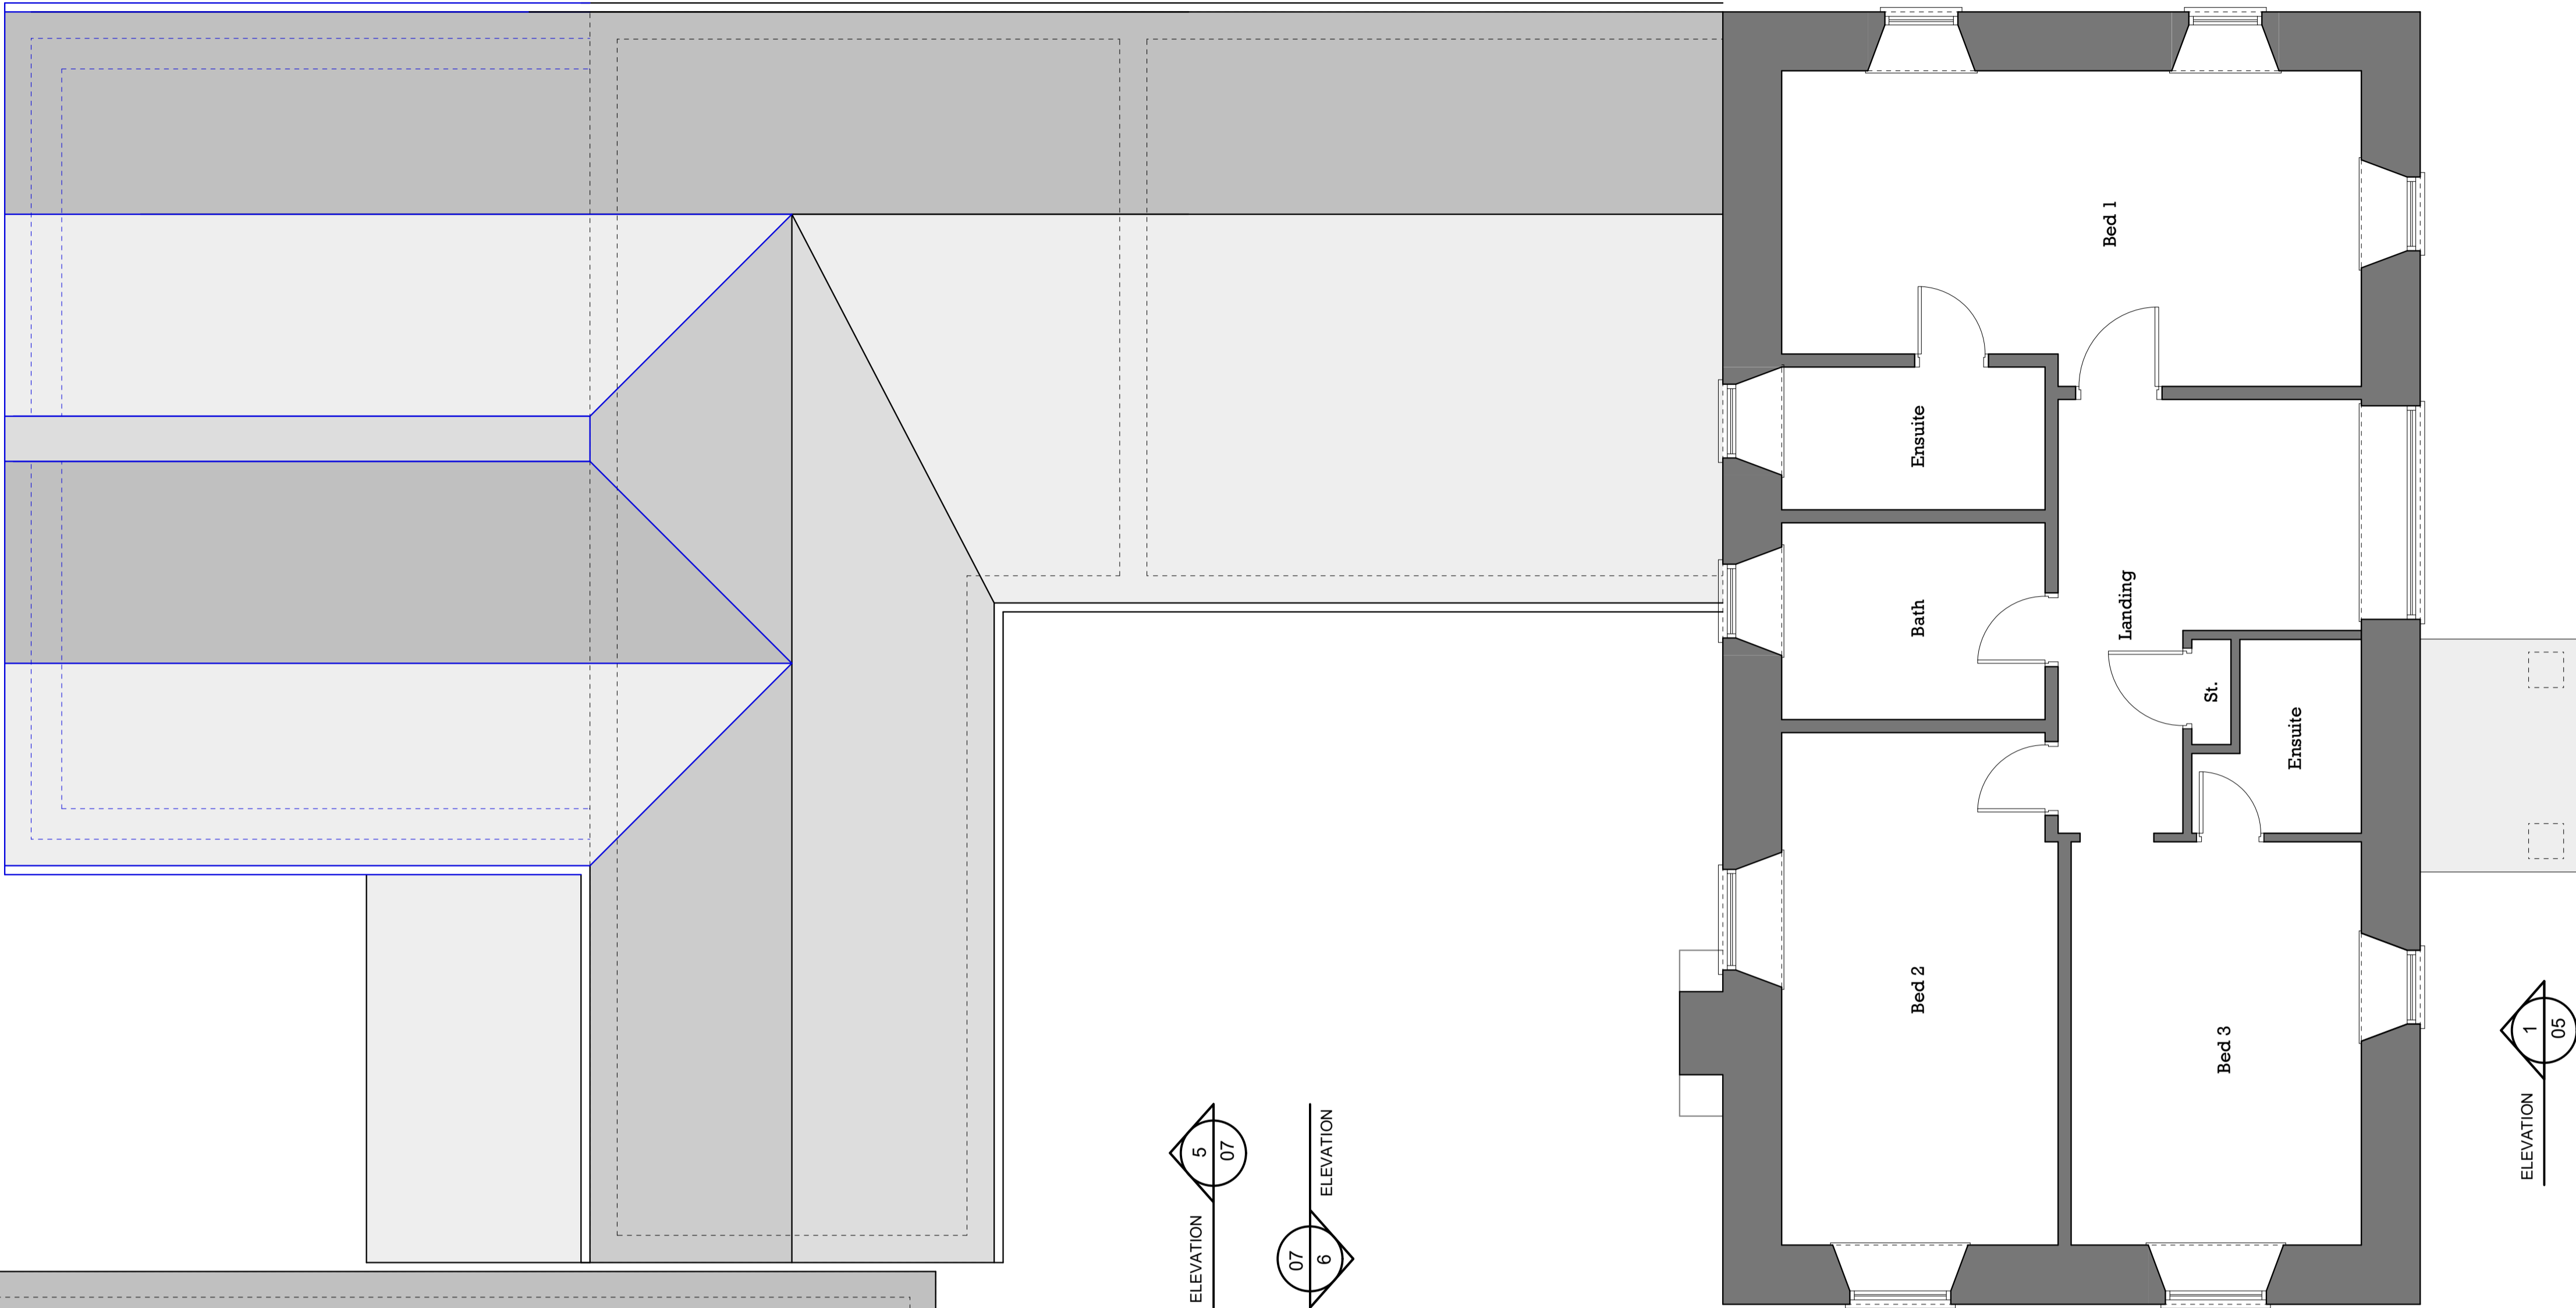 Bed 1
Ensuite
Bath
Landing
St.
Ensuite
Bed 2
Bed 3
5
07
ELEVATION
07
6
ELEVATION
1
05
ELEVATION